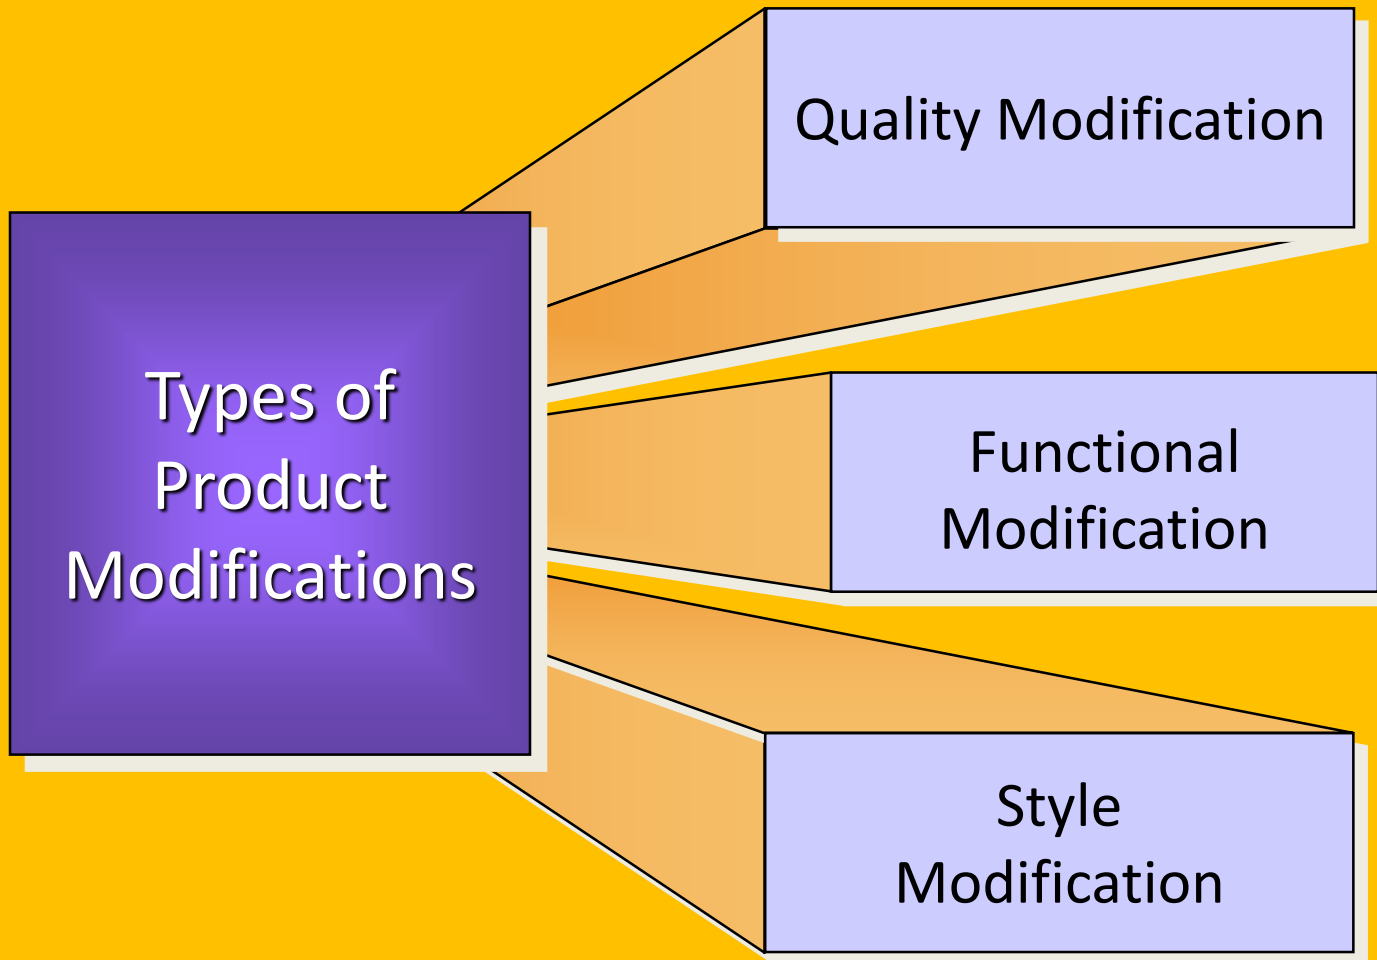 Types of
Product
Modifications
Quality Modification
Functional
Modification
Style
Modification